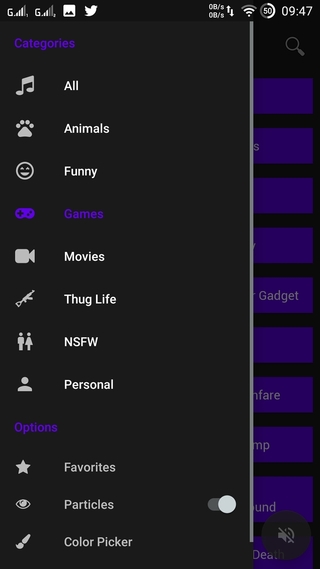 G G 0B/s 0B/s 50 09:47
Categories
All
Animals
s
Funny
Games
y
Movies
Thug Life
r Gadget
NSFW
Personal
nfare
Options
mp
Favorites
Particles
ound
Color Picker
Death